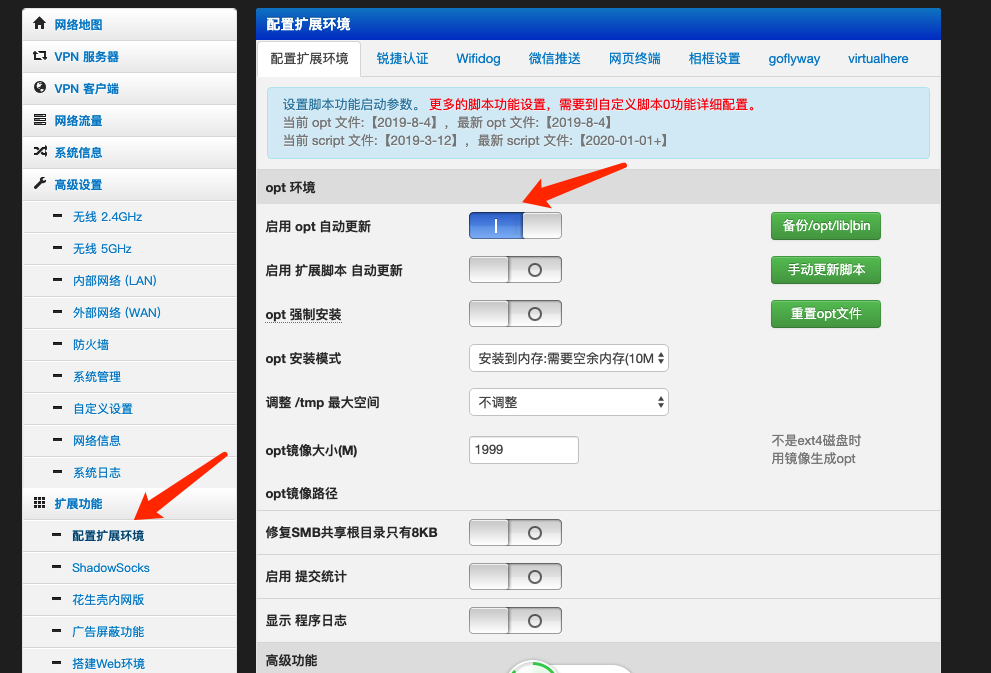 网络地图
VPN 服务器
VPN 客户端
网络流量
系统信息
高级设置
无线 2.4GHz
无线 5GHz
内部网络 (LAN)
外部网络 (WAN)
防火墙
系统管理
自定义设置
网络信息
系统日志
扩展功能
配置扩展环境
ShadowSocks
花生壳内网版
广告屏蔽功能
搭建Web环境
配置扩展环境
配置扩展环境 锐捷认证 Wifidog 微信推送 网页终端 相框设置 goflyway virtualhere
设置脚本功能启动参数。 更多的脚本功能设置，需要到自定义脚本0功能详细配置。
当前 opt 文件:【2019-8-4】，最新 opt 文件:【2019-8-4】
当前 script 文件:【2019-3-12】，最新 script 文件:【2020-01-01+】
opt 环境
启用 opt 自动更新 备份/opt/lib|bin
启用 扩展脚本 自动更新 手动更新脚本
opt 强制安装 重置opt文件
opt 安装模式 安装到内存:需要空余内存(10M
调整 /tmp 最大空间 不调整
opt镜像大小(M) 1999 不是ext4磁盘时
用镜像生成opt
opt镜像路径
修复SMB共享根目录只有8KB
启用 提交统计
显示 程序日志
高级功能